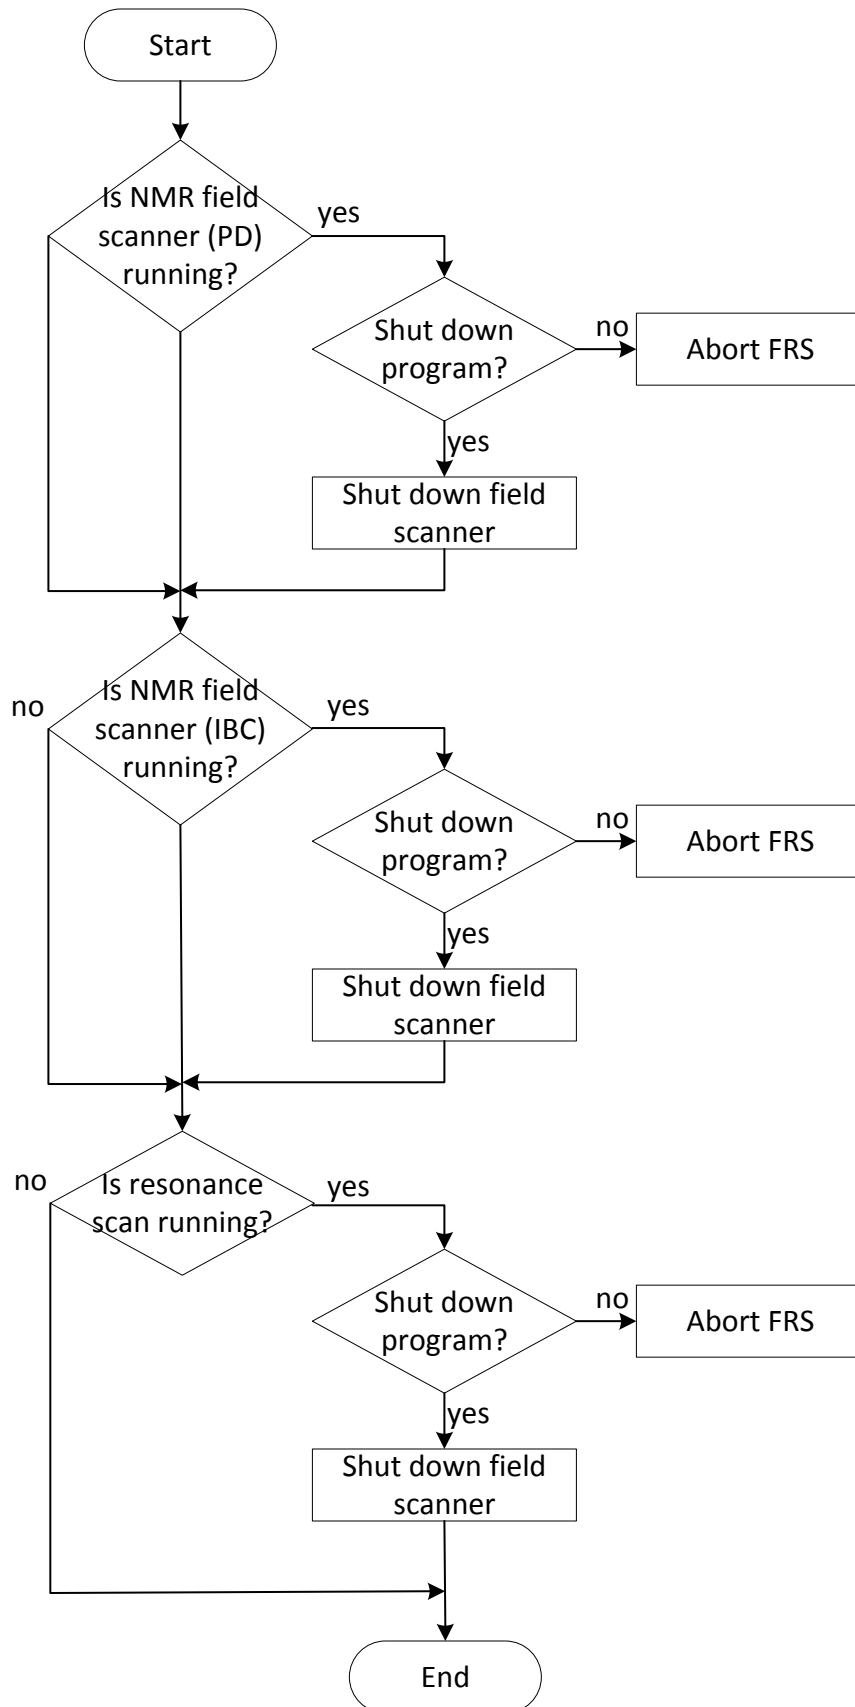 Start
Is NMR field
scanner (PD)
running?
yes
Shut down
program?
no
Abort FRS
yes
Shut down field
scanner
no
Is NMR field
scanner (IBC)
running?
yes
Shut down
program?
no
Abort FRS
yes
Shut down field
scanner
no
Is resonance
scan running?
yes
Shut down
program?
no
Abort FRS
yes
Shut down field
scanner
End